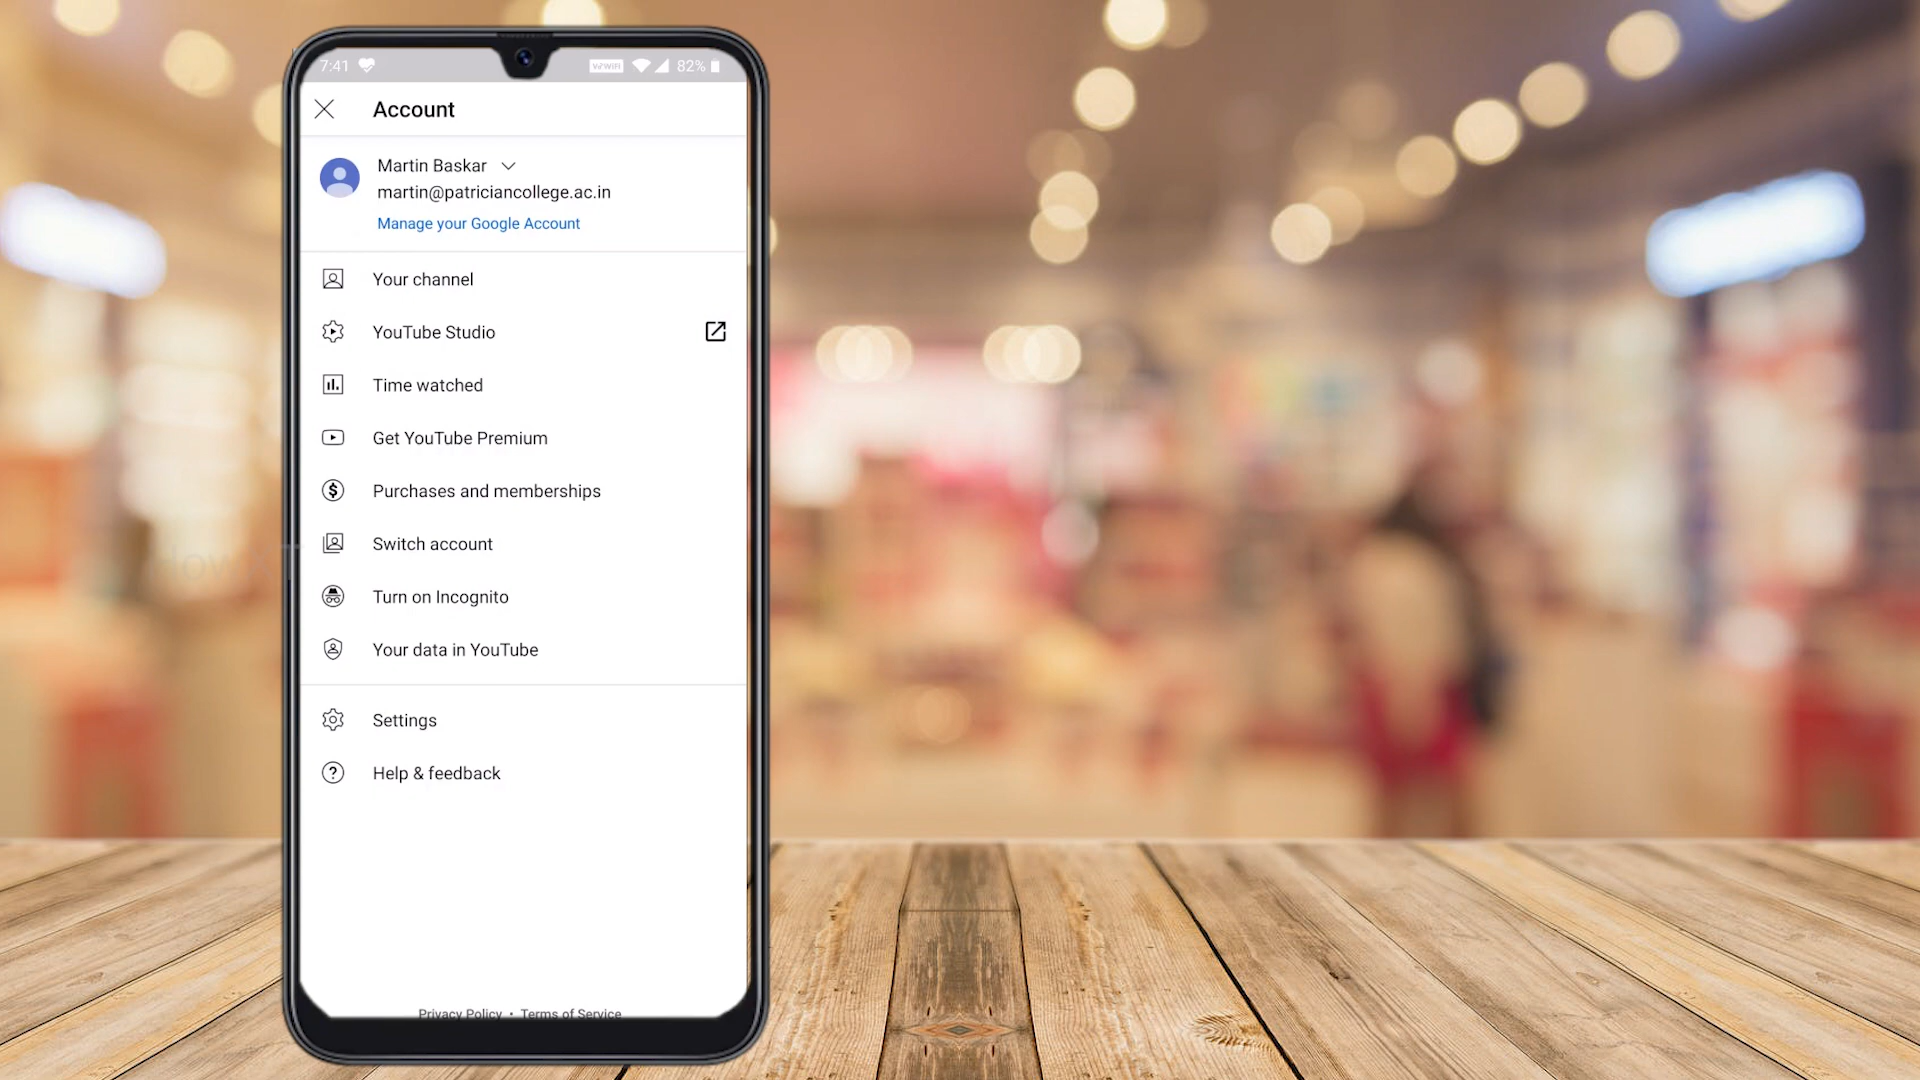 7:41 82%
Account
Martin Baskar
martin@patriciancollege.ac.in
Manage your Google Account
Your channel
YouTube Studio
Time watched
Get YouTube Premium
Purchases and memberships
Switch account
Turn on Incognito
Your data in YouTube
Settings
Help & feedback
Privacy Policy • Terms of Service